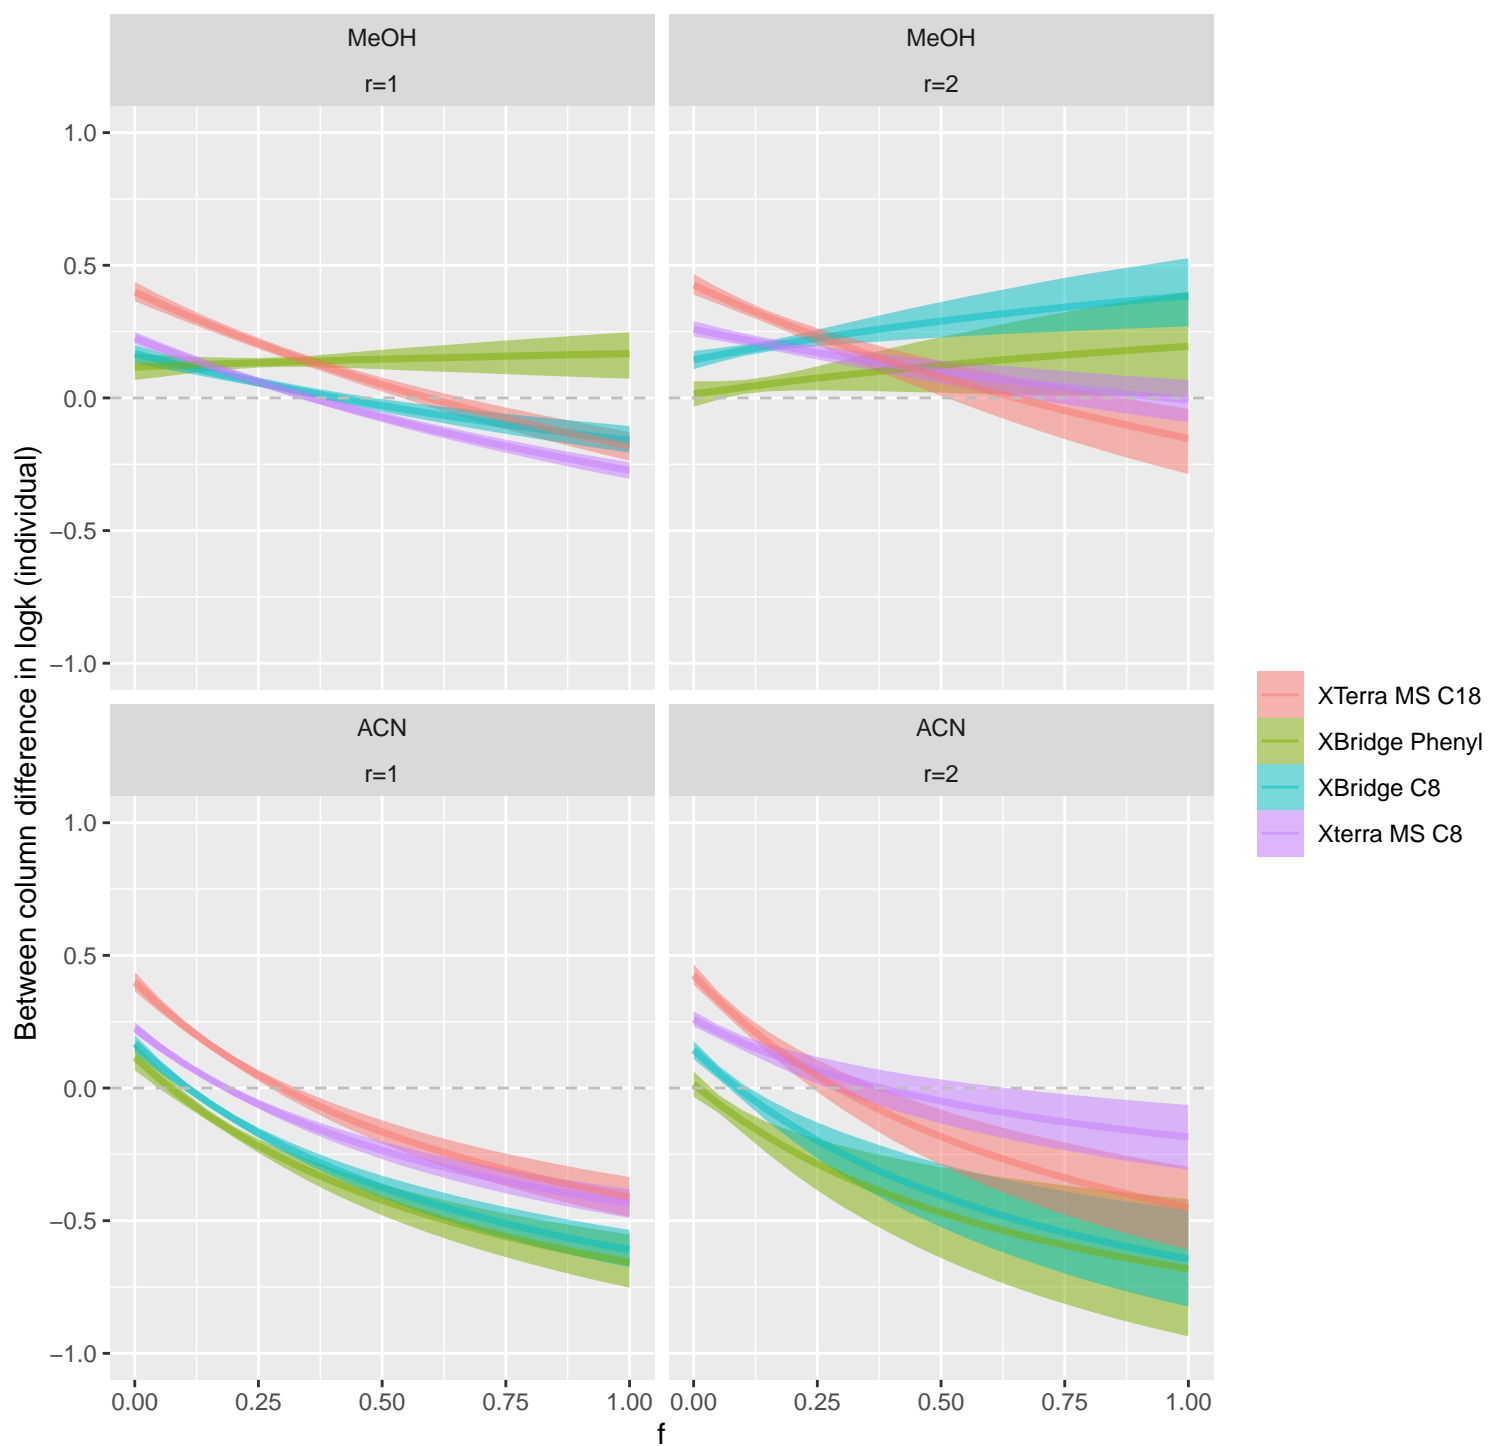 MeOH
r=1
MeOH
r=2
1.0
0.5
0.0
−0.5
−1.0
ACN
r=1
ACN
r=2
1.0
0.5
0.0
−0.5
−1.0
0.00 0.25 0.50 0.75 1.00
0.00 0.25 0.50 0.75 1.00
f
Between column difference in logk (individual)
XTerra MS C18
XBridge Phenyl
XBridge C8
Xterra MS C8